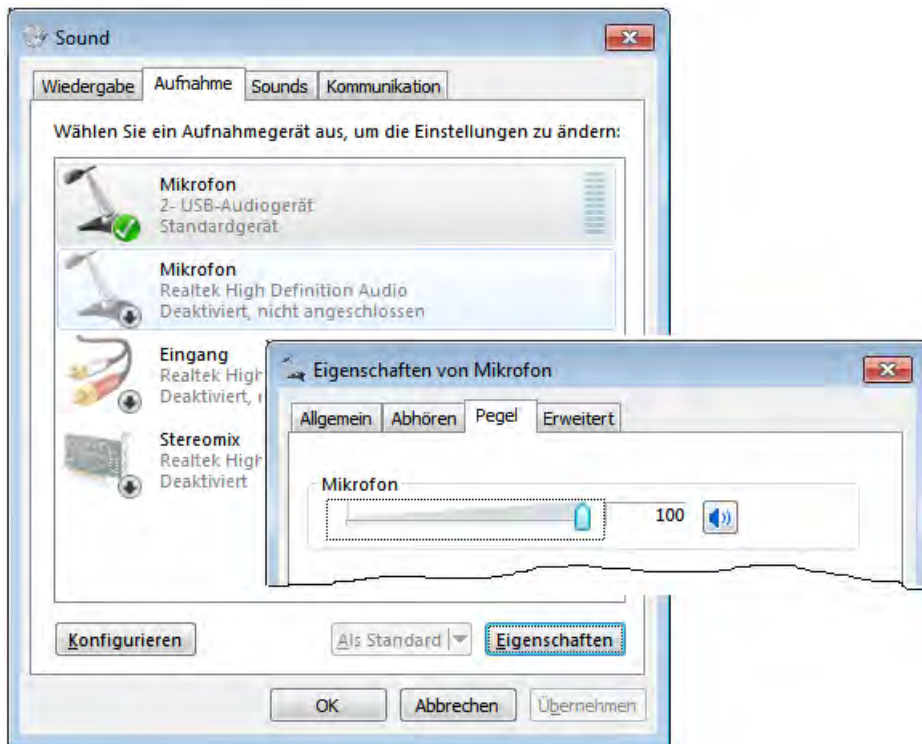 Sound
Wiedergabe Aufnahme Sounds Kommunikation
Wählen Sie ein Aufnahmegerät aus, um die Einstellungen zu ändern:
Mikrofon
2- USB-Audiogerät
Standardgerät
Mikrofon
Realtek High Definition Audio
Deaktiviert, nicht angeschlossen
Eingang
Realtek High
Deaktiviert,
Stereomix
Realtek High
Deaktiviert
Eigenschaften von Mikrofon
Allgemein Abhören Pegel Erweitert
Mikrofon
100
Konfigurieren Als Standard Eigenschaften
OK Abbrechen Übernehmen